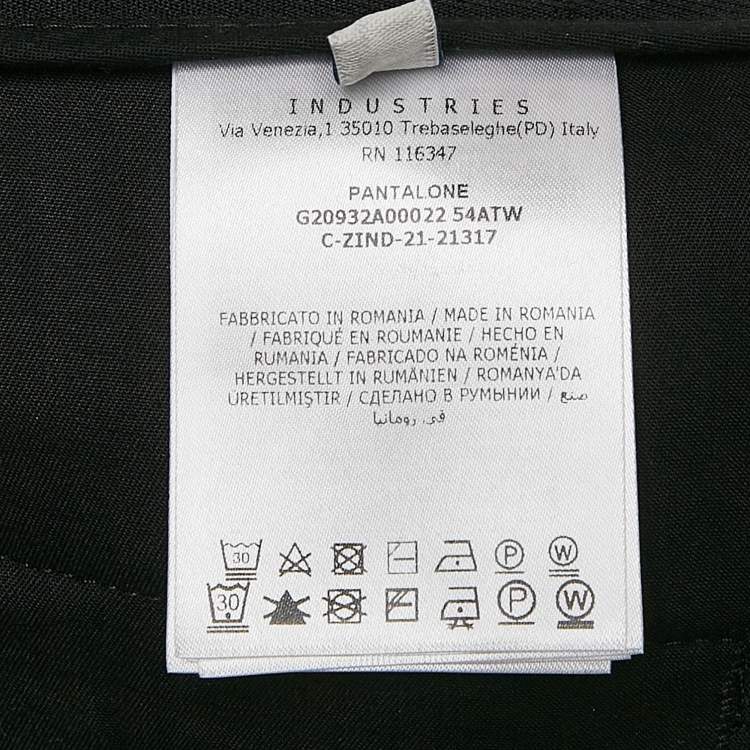 INDUSTRIES
Via Venezia,1 35010 Trebaseleghe(PD) Italy
RN 116347
PANTALONE
G20932A00022 54ATW
C-ZIND-21-21317
FABBRICATO IN ROMANIA / MADE IN ROMANIA
/ FABRIQUÉ EN ROUMANIE / HECHO EN
RUMANIA / FABRICADO NA ROMÉNIA /
HERGESTELLT IN RUMÄNIEN / ROMANYA'DA
ÜRETILMIŞTIR / СДЕЛАНО В РУМЫНИИ / صنع
في. رومانيا
30 P W
30 P W